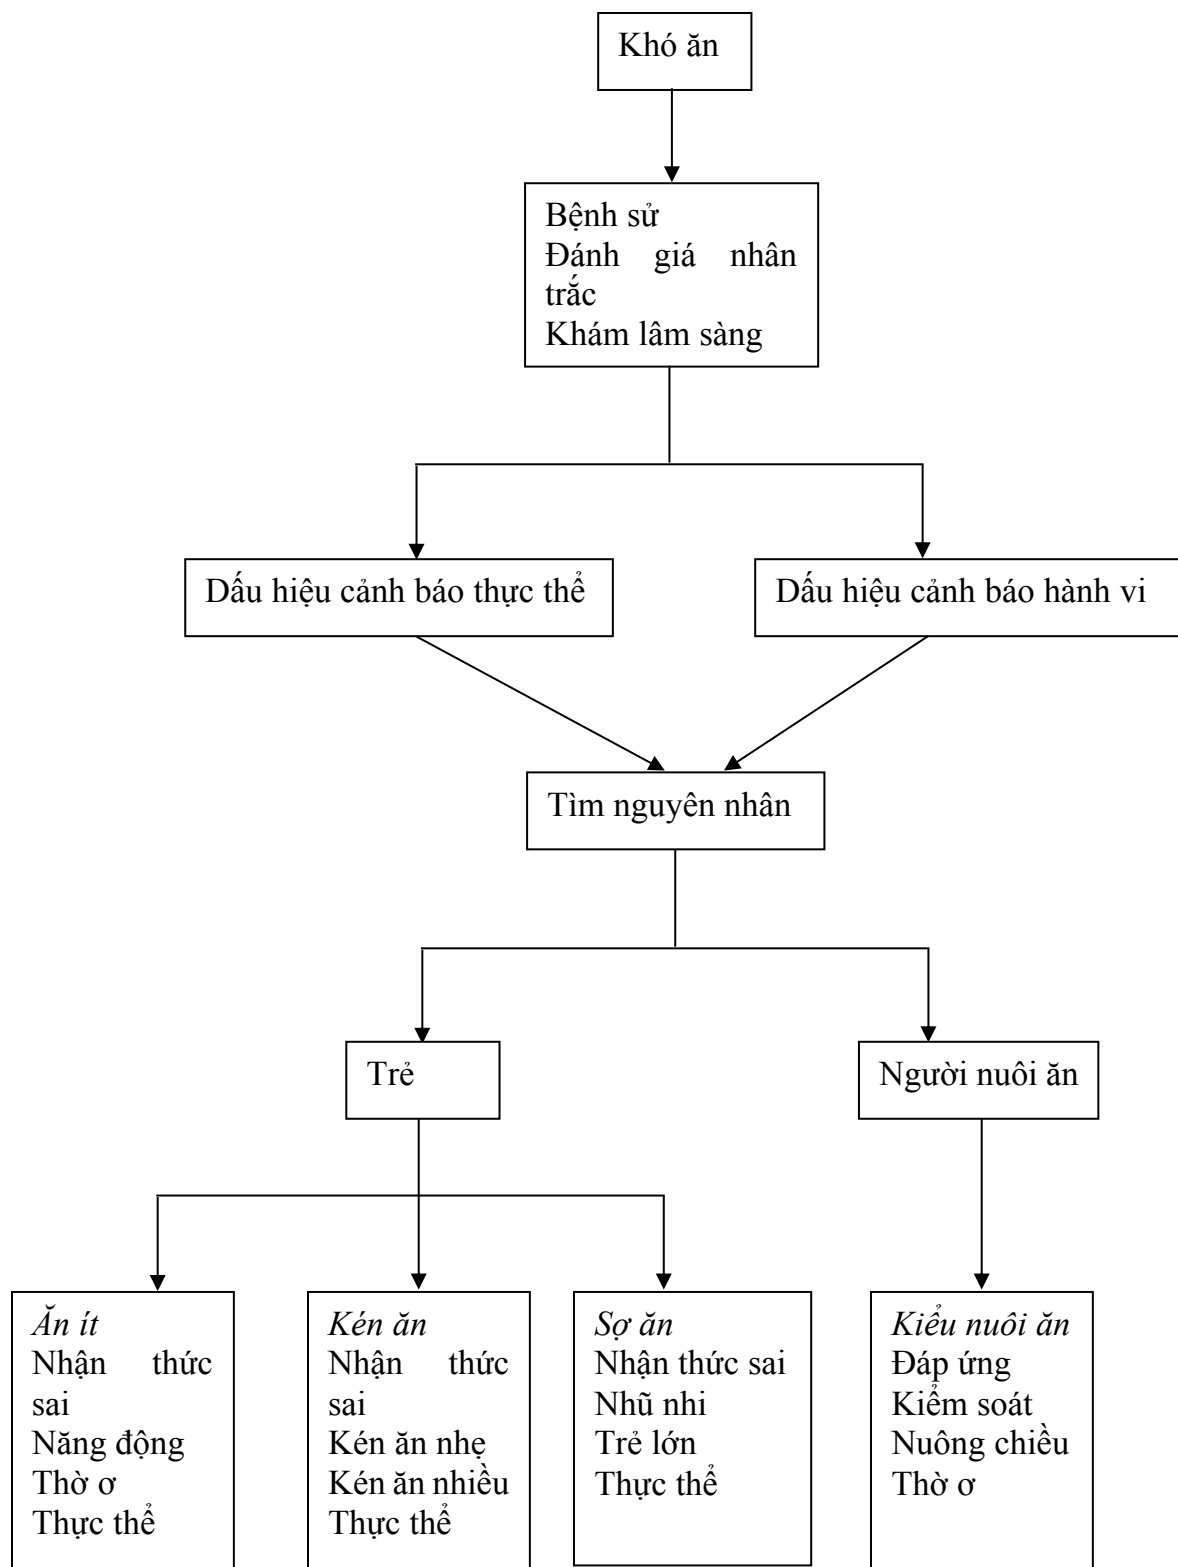 Khó ăn
Bệnh sử
Đánh giá nhân
trắc
Khám lâm sàng
Dấu hiệu cảnh báo thực thể
Dấu hiệu cảnh báo hành vi
Tìm nguyên nhân
Trẻ
Người nuôi ăn
Ăn ít
Nhận thức
sai
Năng động
Thờ ơ
Thực thể
Kén ăn
Nhận thức
sai
Kén ăn nhẹ
Kén ăn nhiều
Thực thể
Sợ ăn
Nhận thức sai
Nhũ nhi
Trẻ lớn
Thực thể
Kiểu nuôi ăn
Đáp ứng
Kiểm soát
Nuông chiều
Thờ ơ